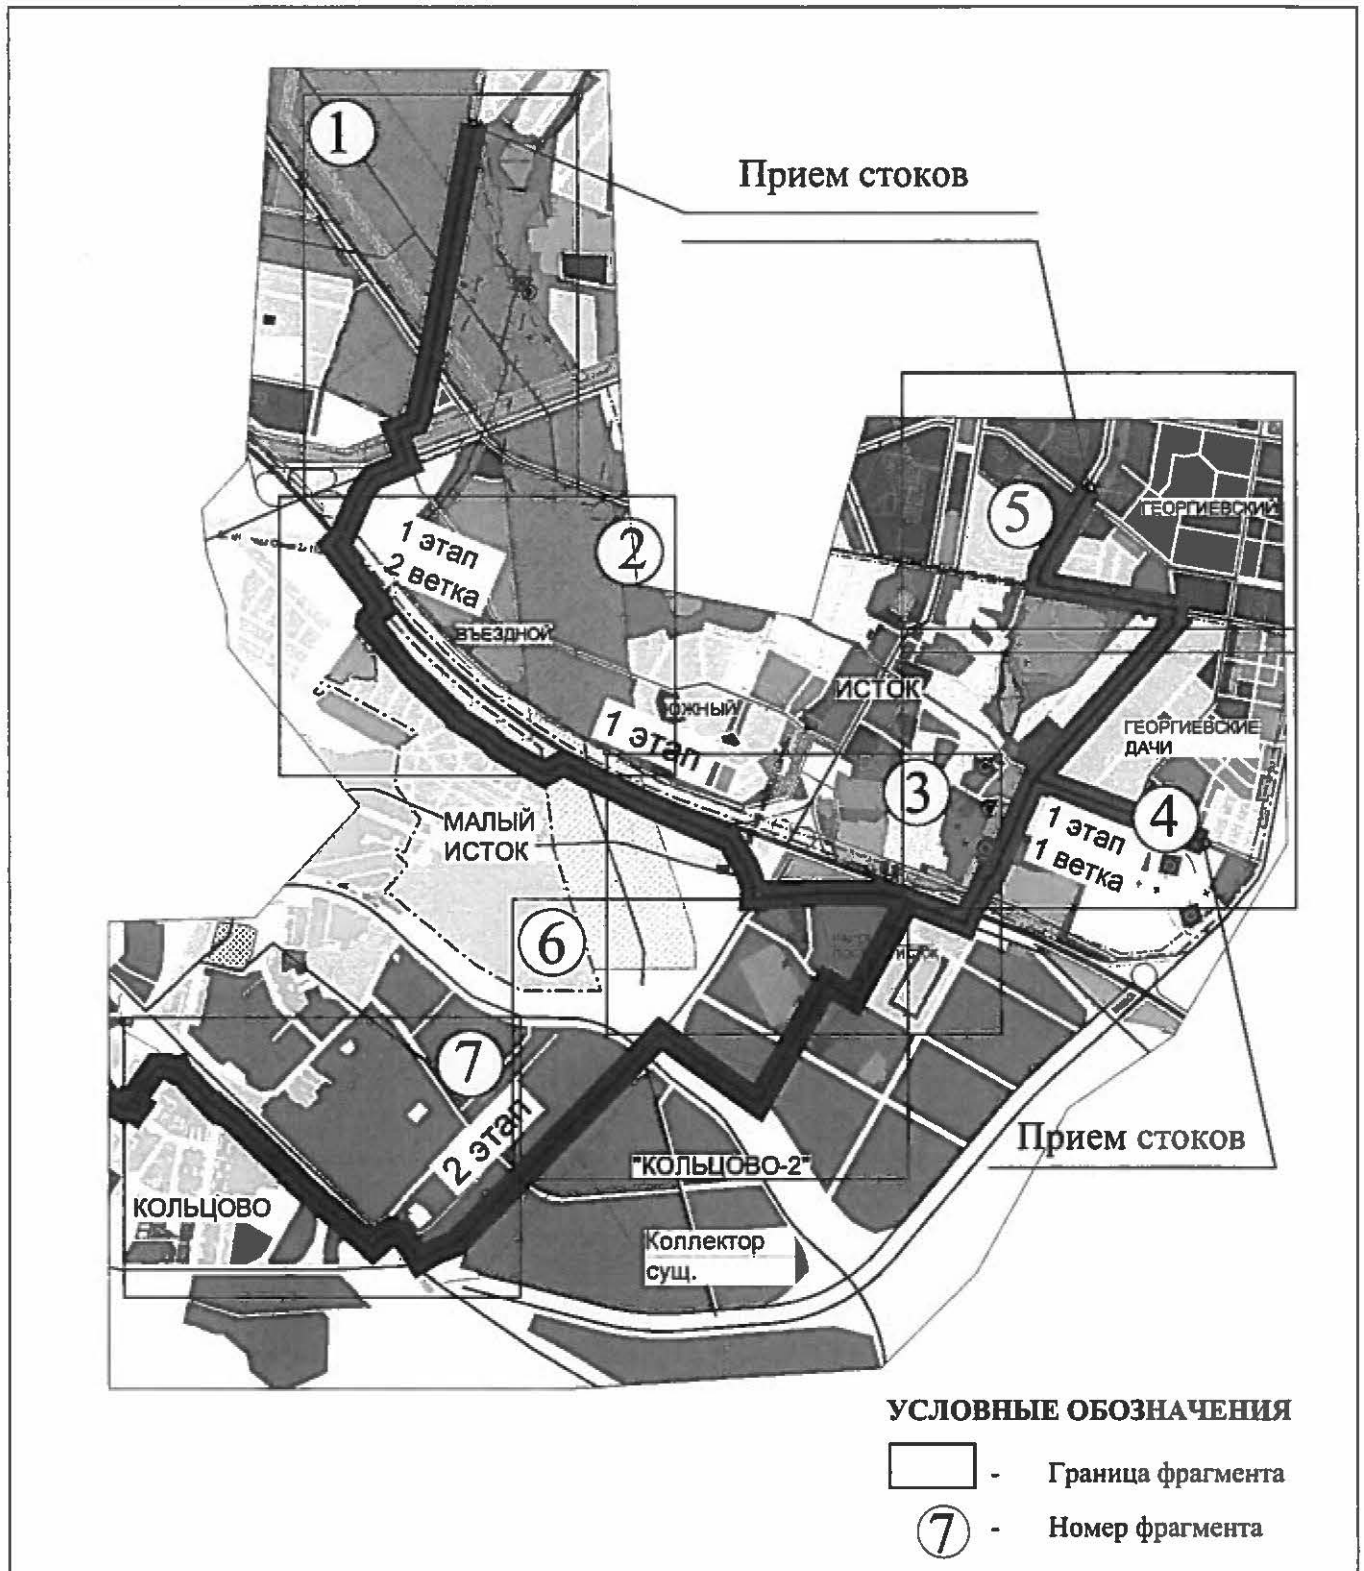 1
Прием стоков
5
ГЕОРГИЕВСКИЙ
1 этап
2 ветка
2
ВЪЕЗДНОЙ
ЮЖНЫЙ
ИСТОК
1 этап
ГЕОРГИЕВСКИЕ
ДАЧИ
3
4
МАЛЫЙ
ИСТОК
1 этап
1 ветка
6
7
2 этап
Прием стоков
"КОЛЬЦОВО-2"
КОЛЬЦОВО
Коллектор
сущ.
УСЛОВНЫЕ ОБОЗНАЧЕНИЯ
- Граница фрагмента
7 - Номер фрагмента